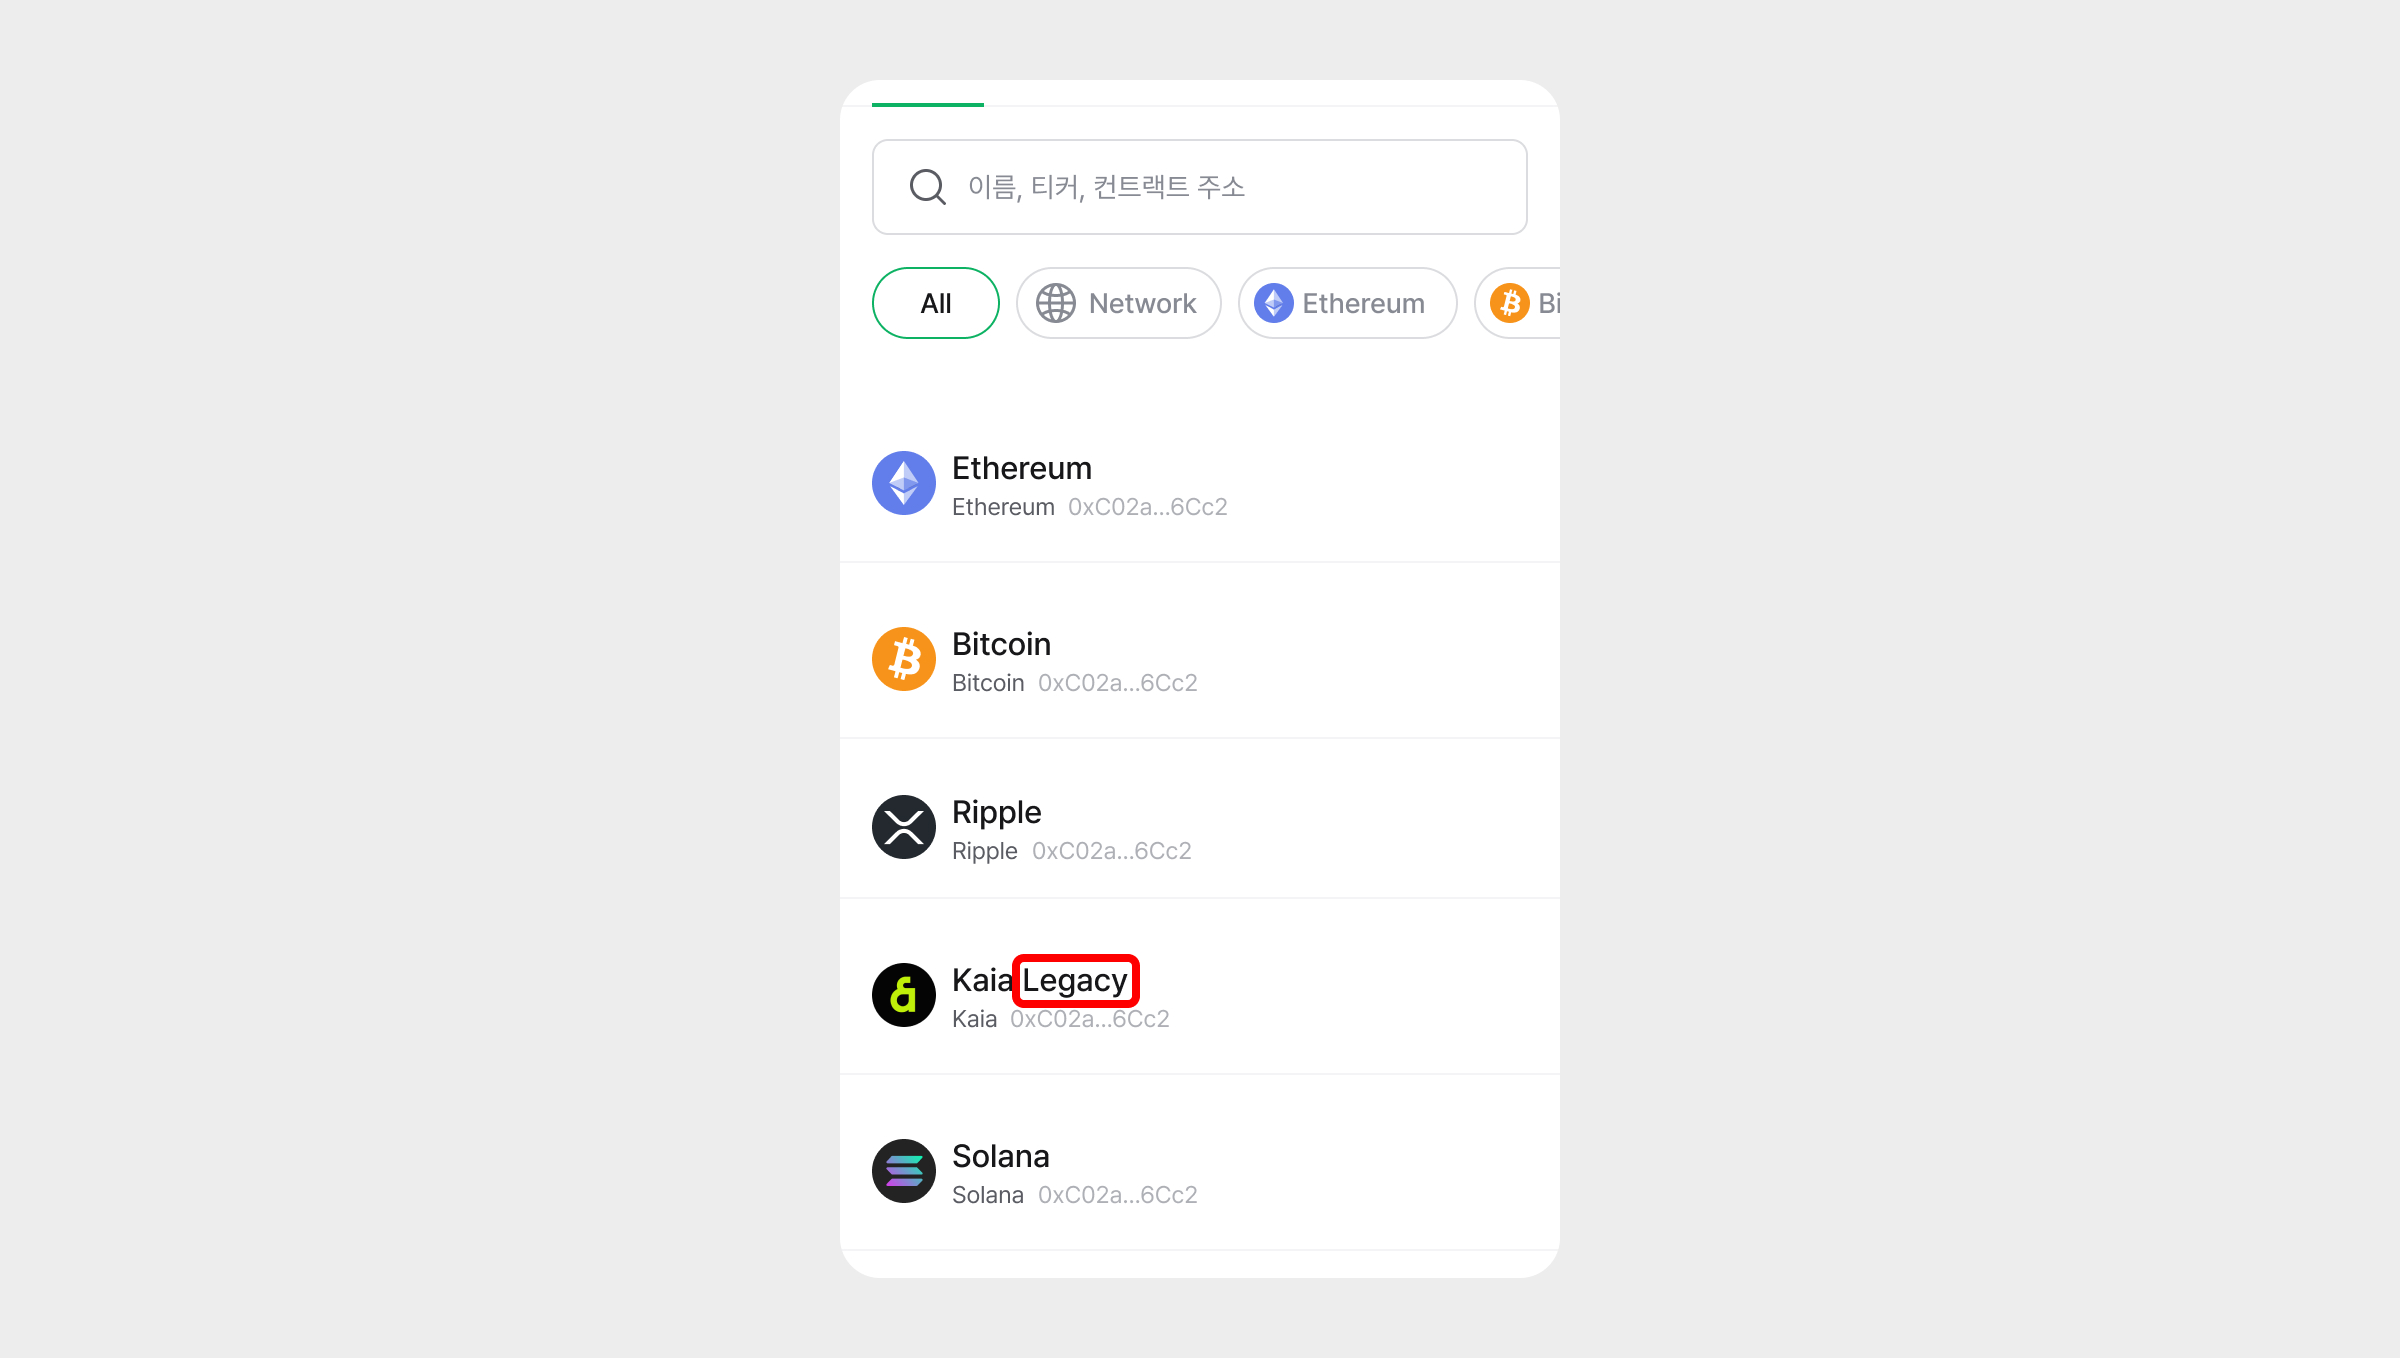 이름, 티커, 컨트랙트 주소
All Network Ethereum Bi
Ethereum
Ethereum 0xC02a...6Cc2
Bitcoin
Bitcoin 0xC02a...6Cc2
Ripple
Ripple 0xC02a...6Cc2
Kaia Legacy
Kaia 0xC02a...6Cc2
Solana
Solana 0xC02a...6Cc2